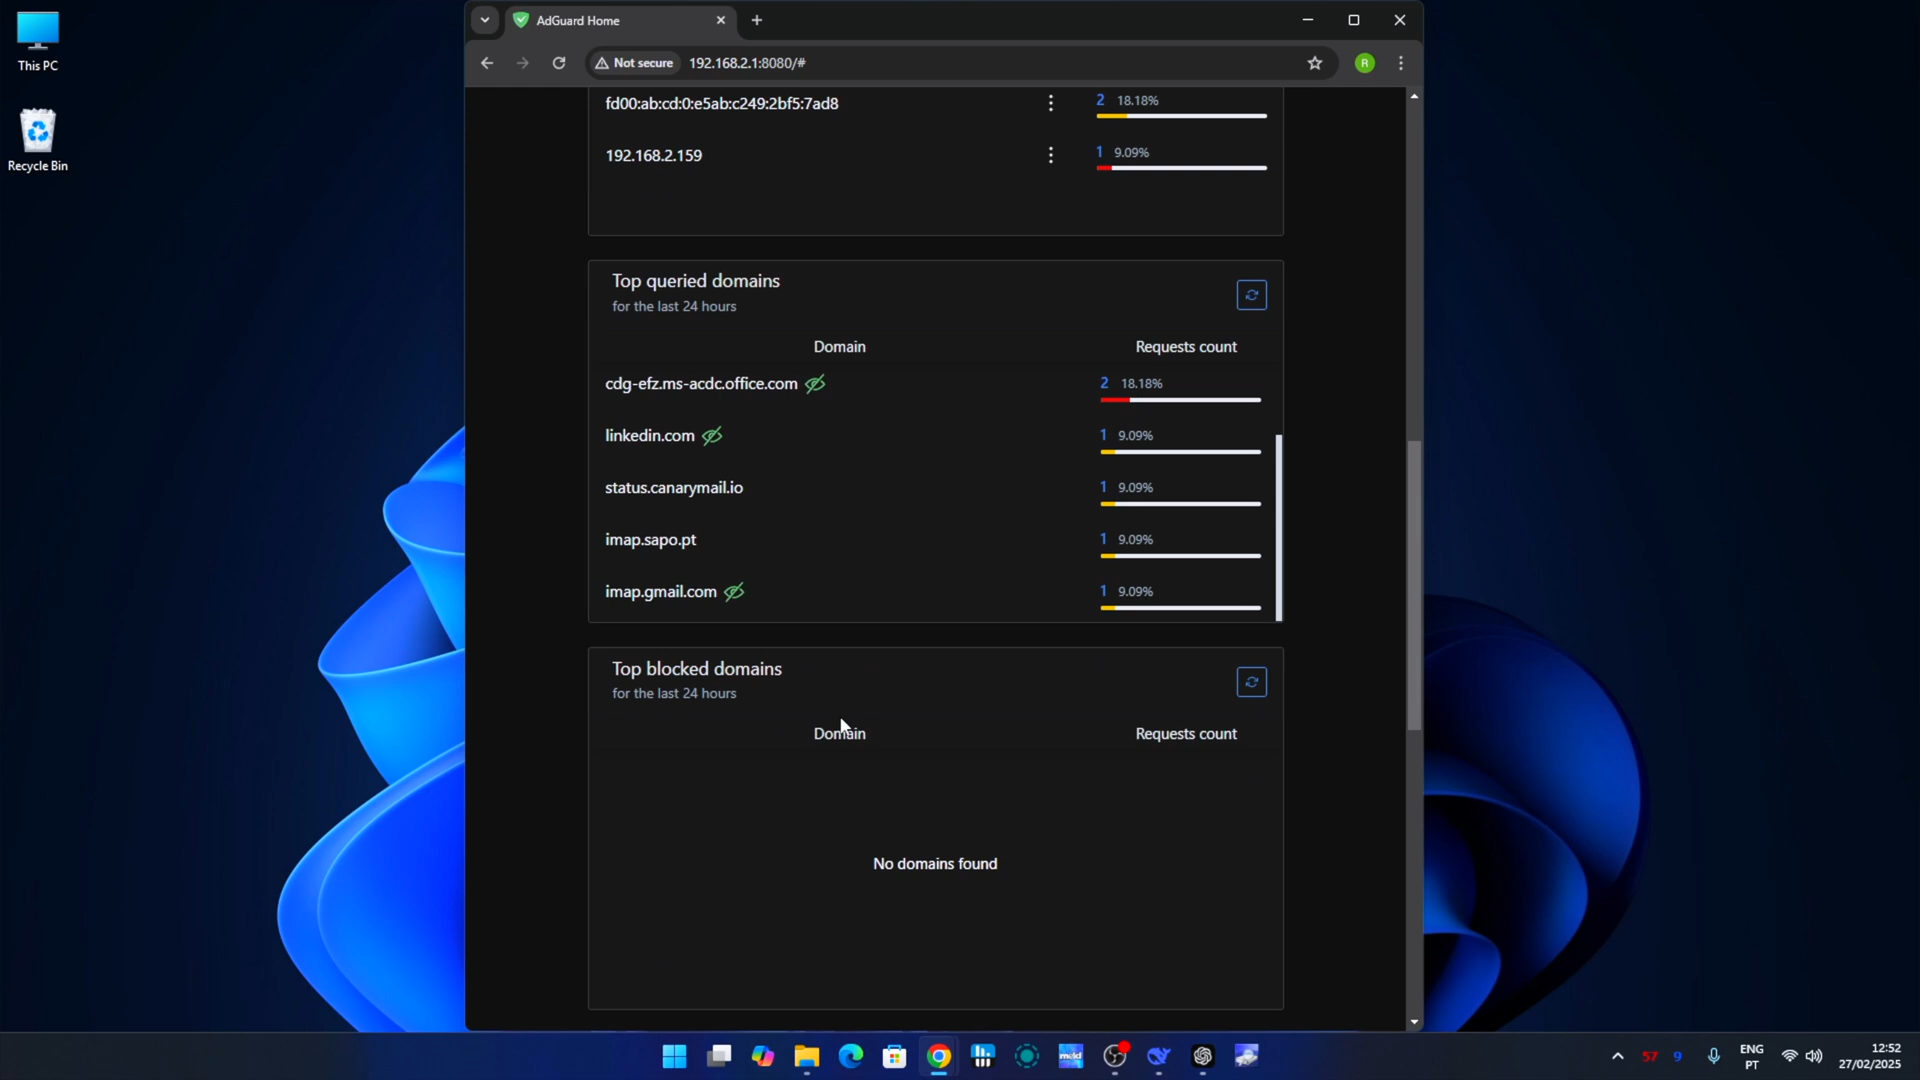 This PC
Recycle Bin
AdGuard Home
Not secure
192.168.2.1:8080/#
R
fd00:ab:cd:0:e5ab:c249:2bf5:7ad8
2 18.18%
192.168.2.159
1 9.09%
Top queried domains
for the last 24 hours
Domain Requests count
cdg-efz.ms-acdc.office.com 2 18.18%
linkedin.com 1 9.09%
status.canarymail.io 1 9.09%
imap.sapo.pt 1 9.09%
imap.gmail.com 1 9.09%
Top blocked domains
for the last 24 hours
Domain Requests count
No domains found
meld
57 9
ENG
PT
12:52
27/02/2025